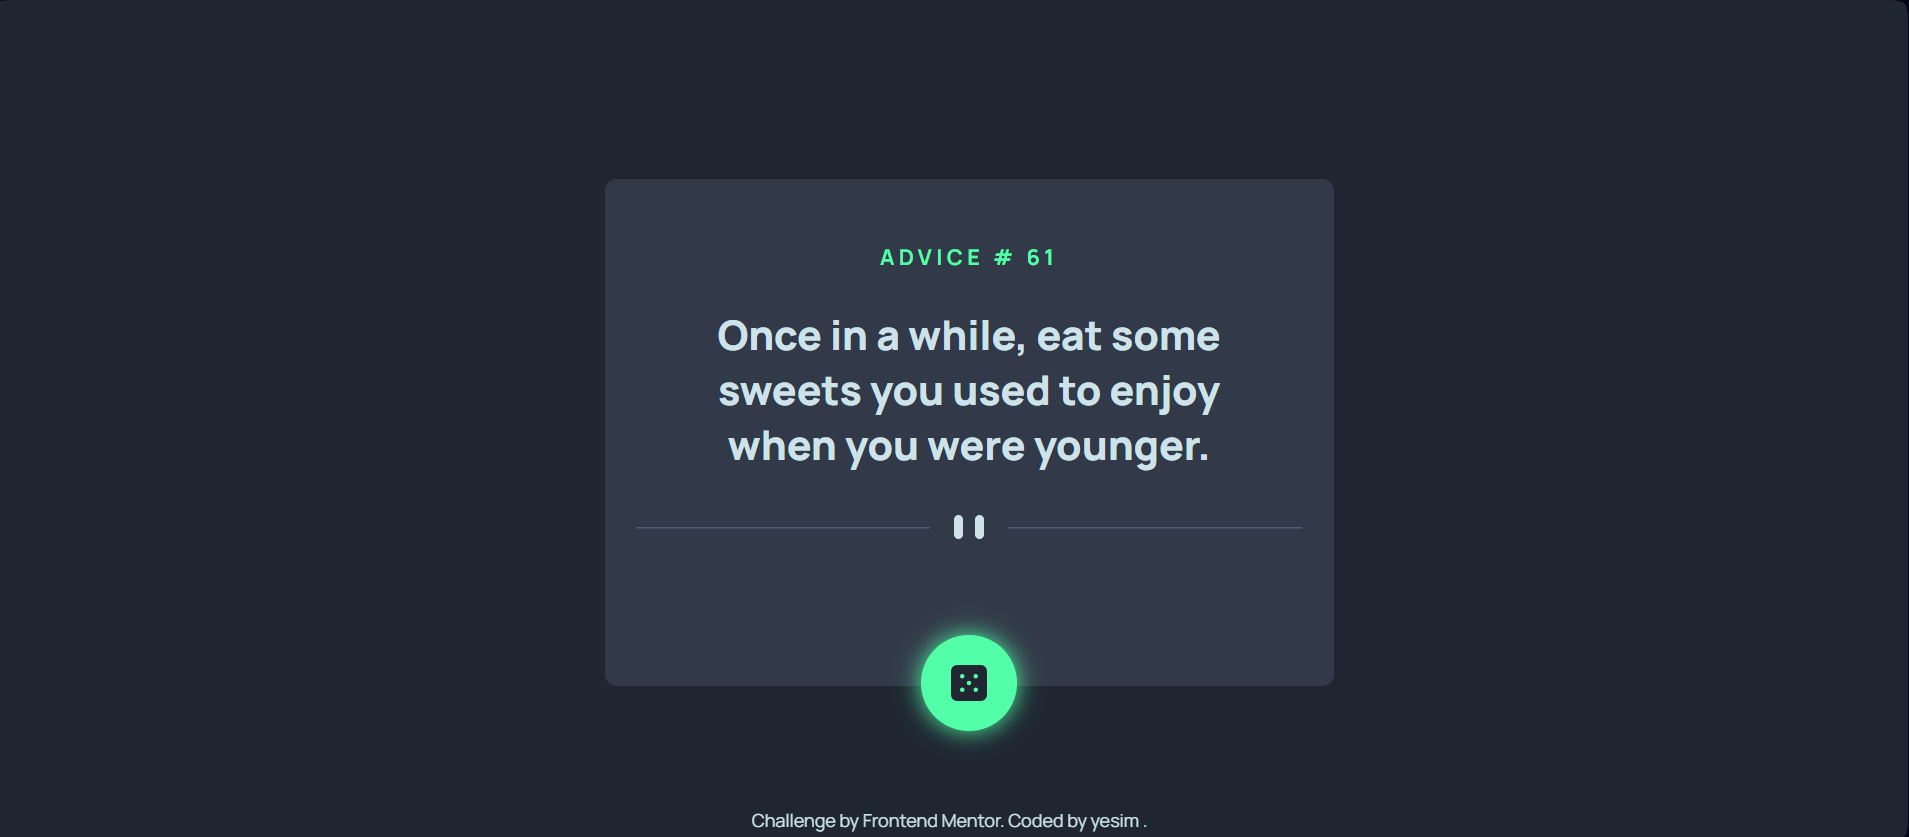 ADVICE # 61
Once in a while, eat some
sweets you used to enjoy
when you were younger.
Challenge by Frontend Mentor. Coded by yesim .